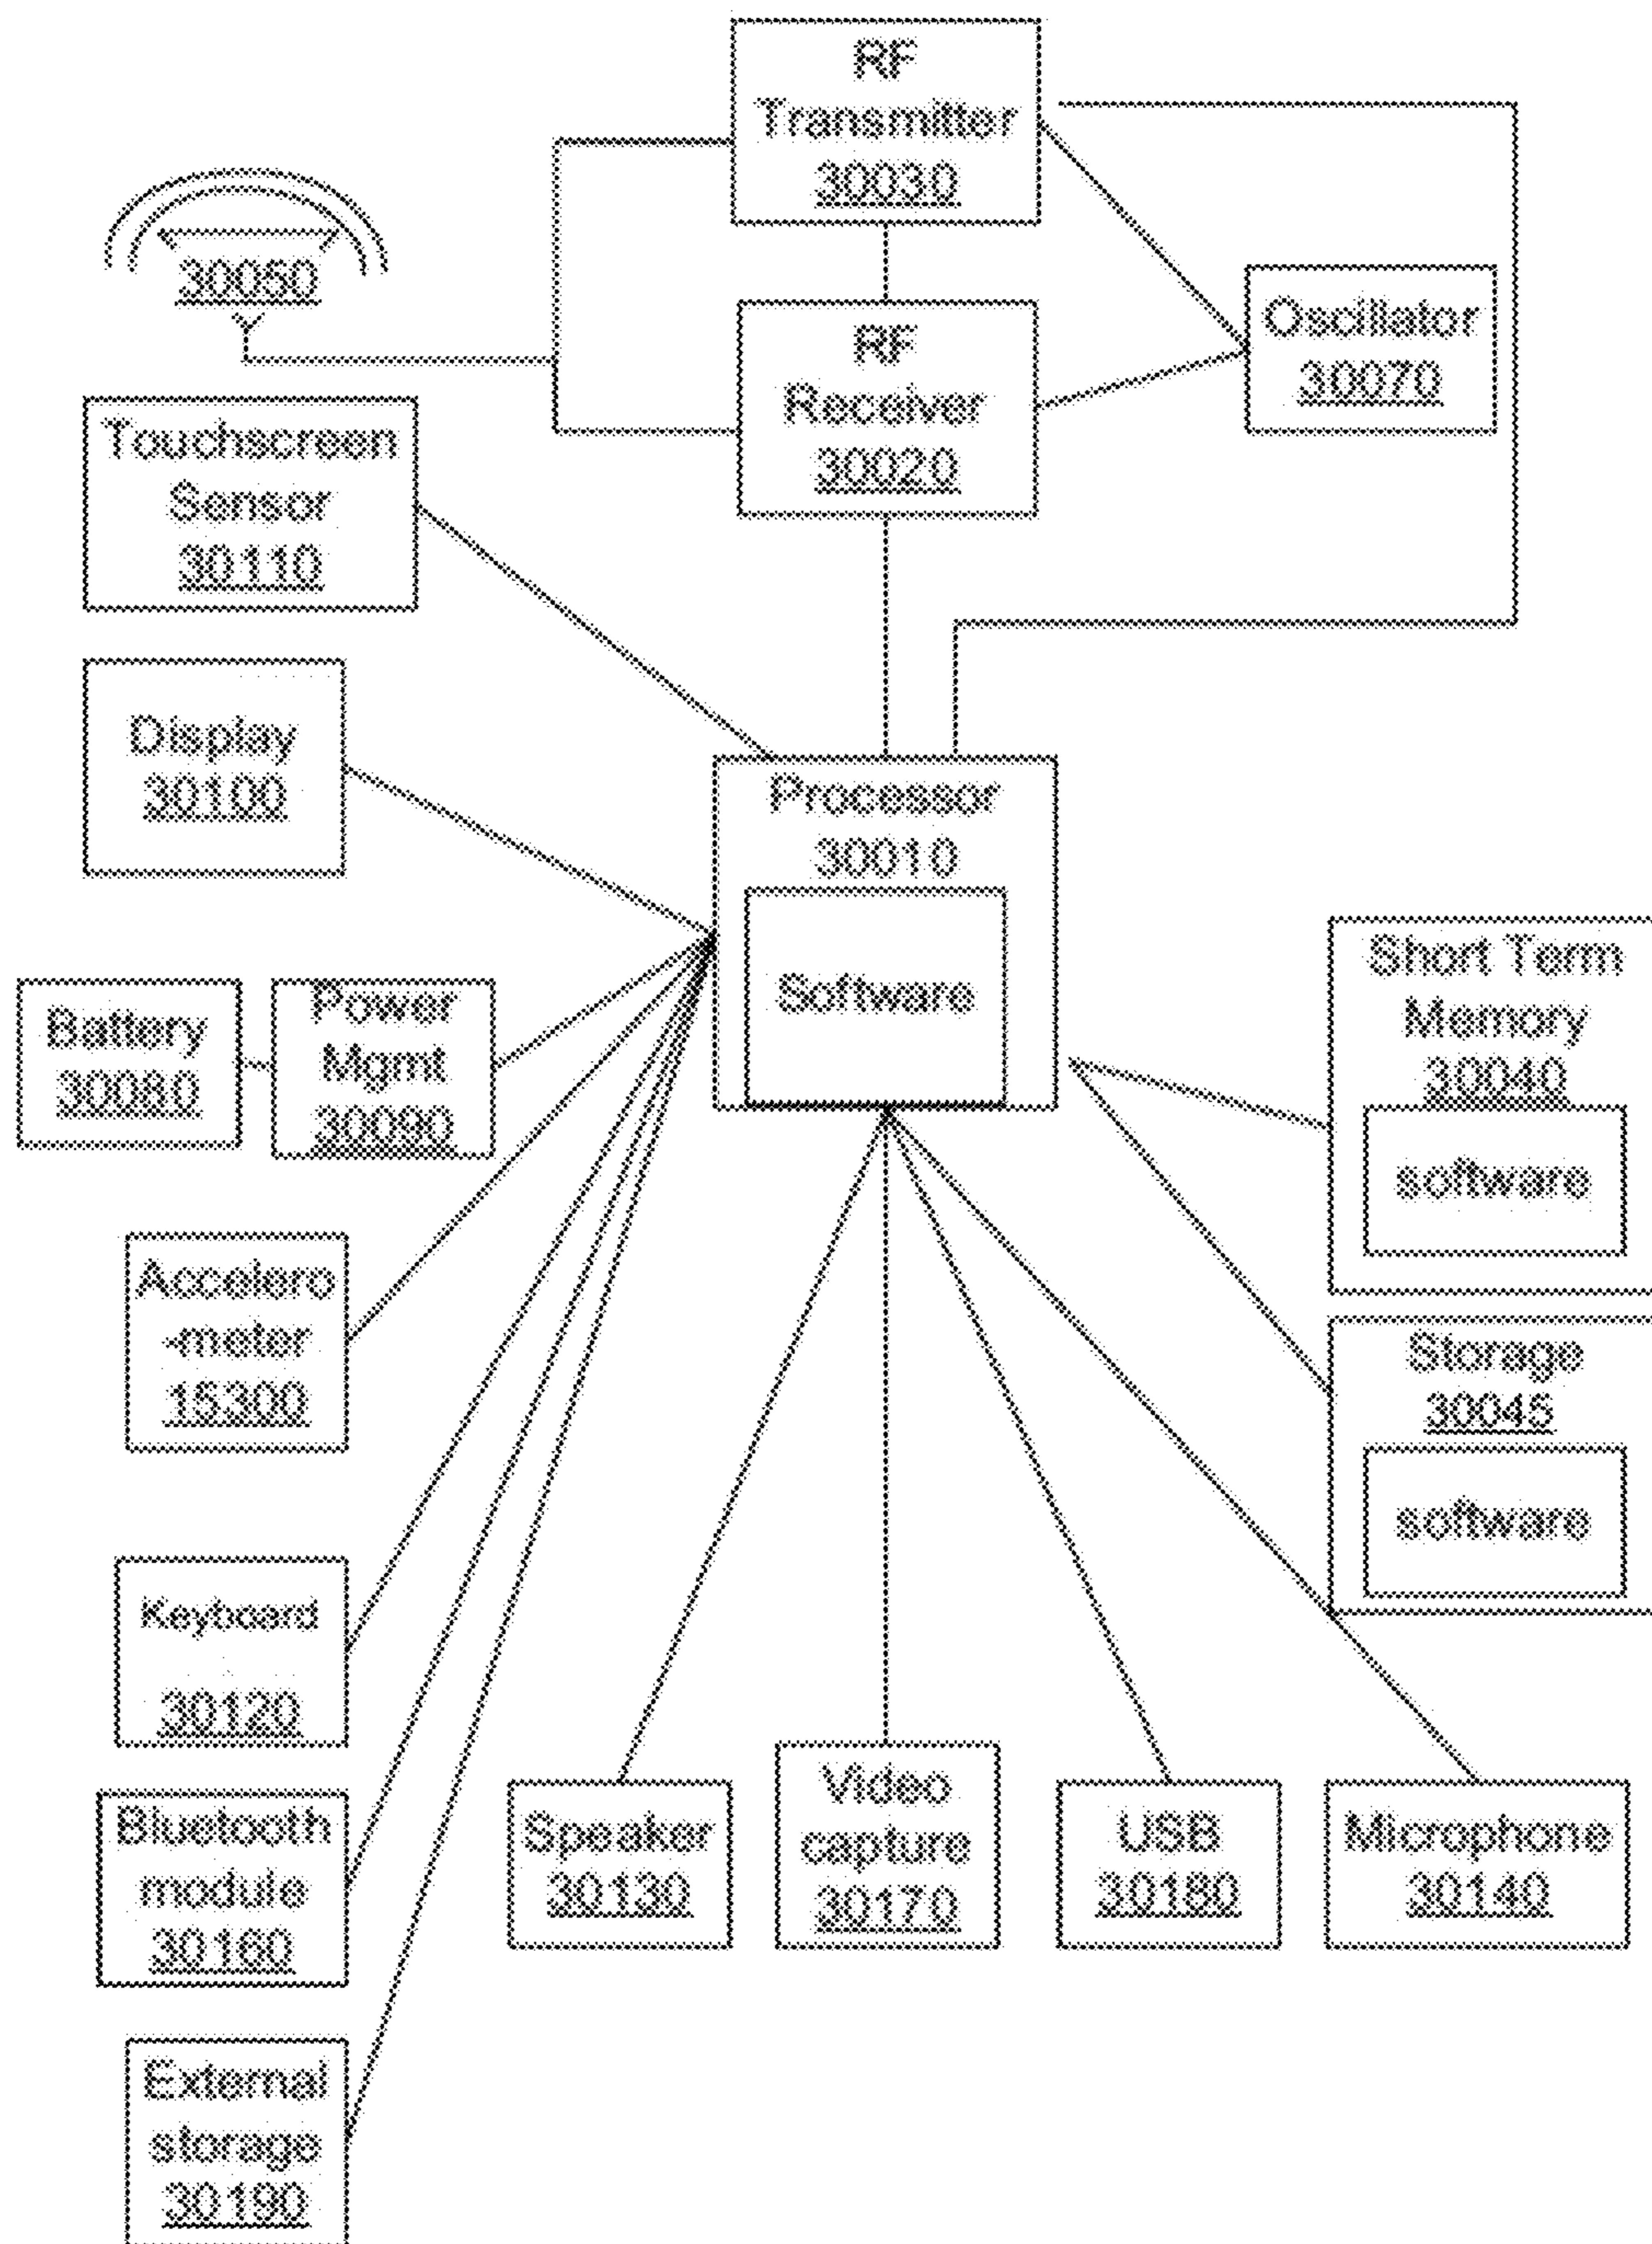 RF
Transmitter
30030
30060
Oscillator
30070
RF
Receiver
30020
Touchscreen
Sensor
30110
Display
30100
Processor
30010
Software
Short Term
Memory
30040
software
Battery
30080
Power
Mgmt
30090
Accelero
-meter
15300
Storage
30045
software
Keyboard
30120
Bluetooth
module
30160
Speaker
30130
Video
capture
30170
USB
30180
Microphone
30140
External
storage
30190